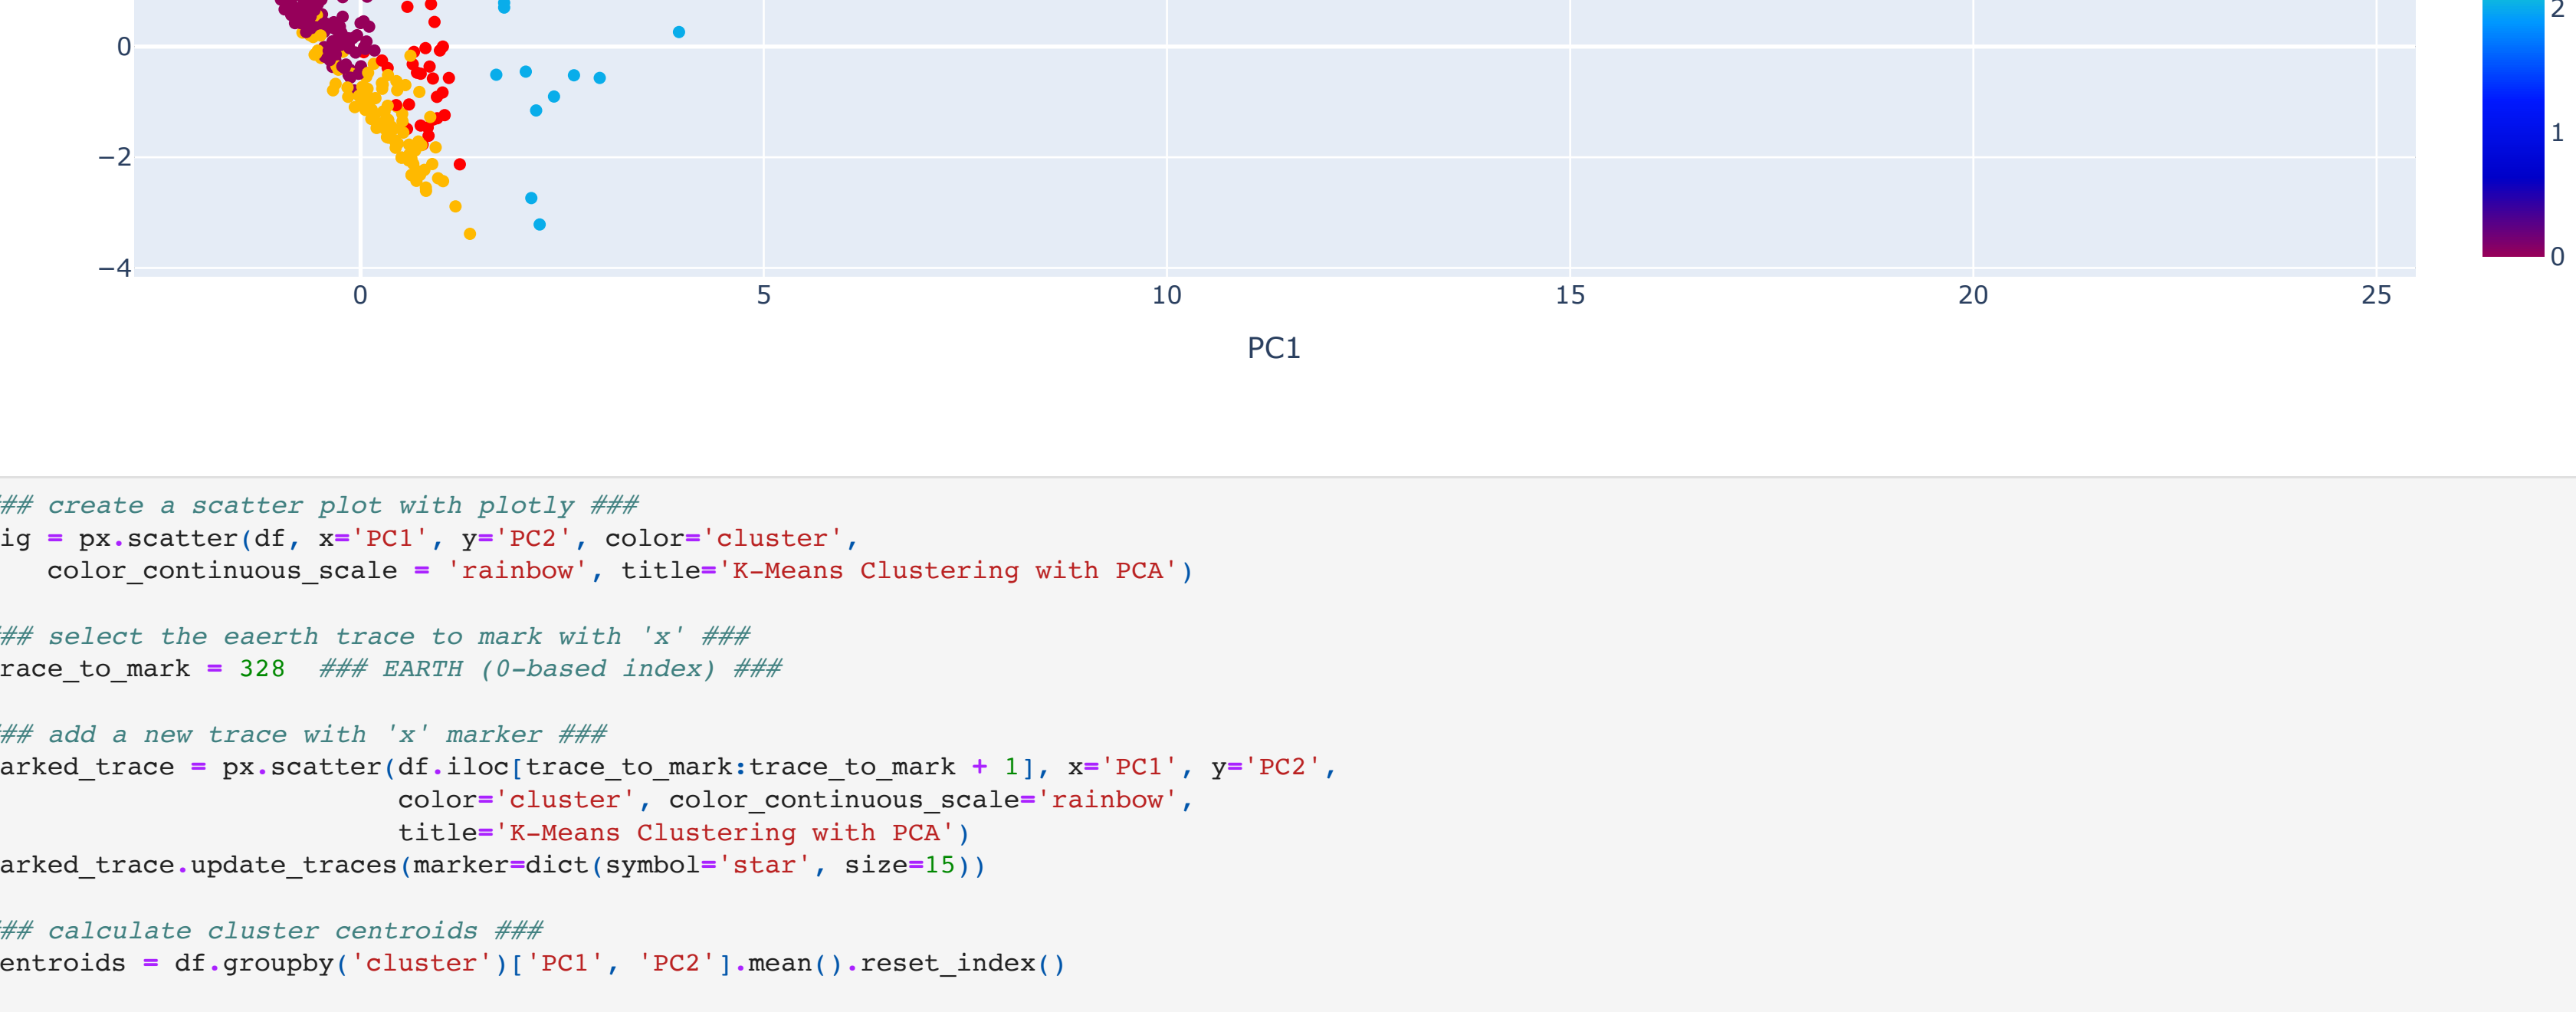 2
0
1
−2
0
−4
0 5 10 15 20 25
PC1
## create a scatter plot with plotly ###
ig = px.scatter(df, x='PC1', y='PC2', color='cluster',
color_continuous_scale = 'rainbow', title='K-Means Clustering with PCA')
## select the eaerth trace to mark with 'x' ###
race_to_mark = 328 ### EARTH (0-based index) ###
## add a new trace with 'x' marker ###
arked_trace = px.scatter(df.iloc[trace_to_mark:trace_to_mark + 1], x='PC1', y='PC2',
color='cluster', color_continuous_scale='rainbow',
title='K-Means Clustering with PCA')
arked_trace.update_traces(marker=dict(symbol='star', size=15))
## calculate cluster centroids ###
entroids = df.groupby('cluster')['PC1', 'PC2'].mean().reset_index()